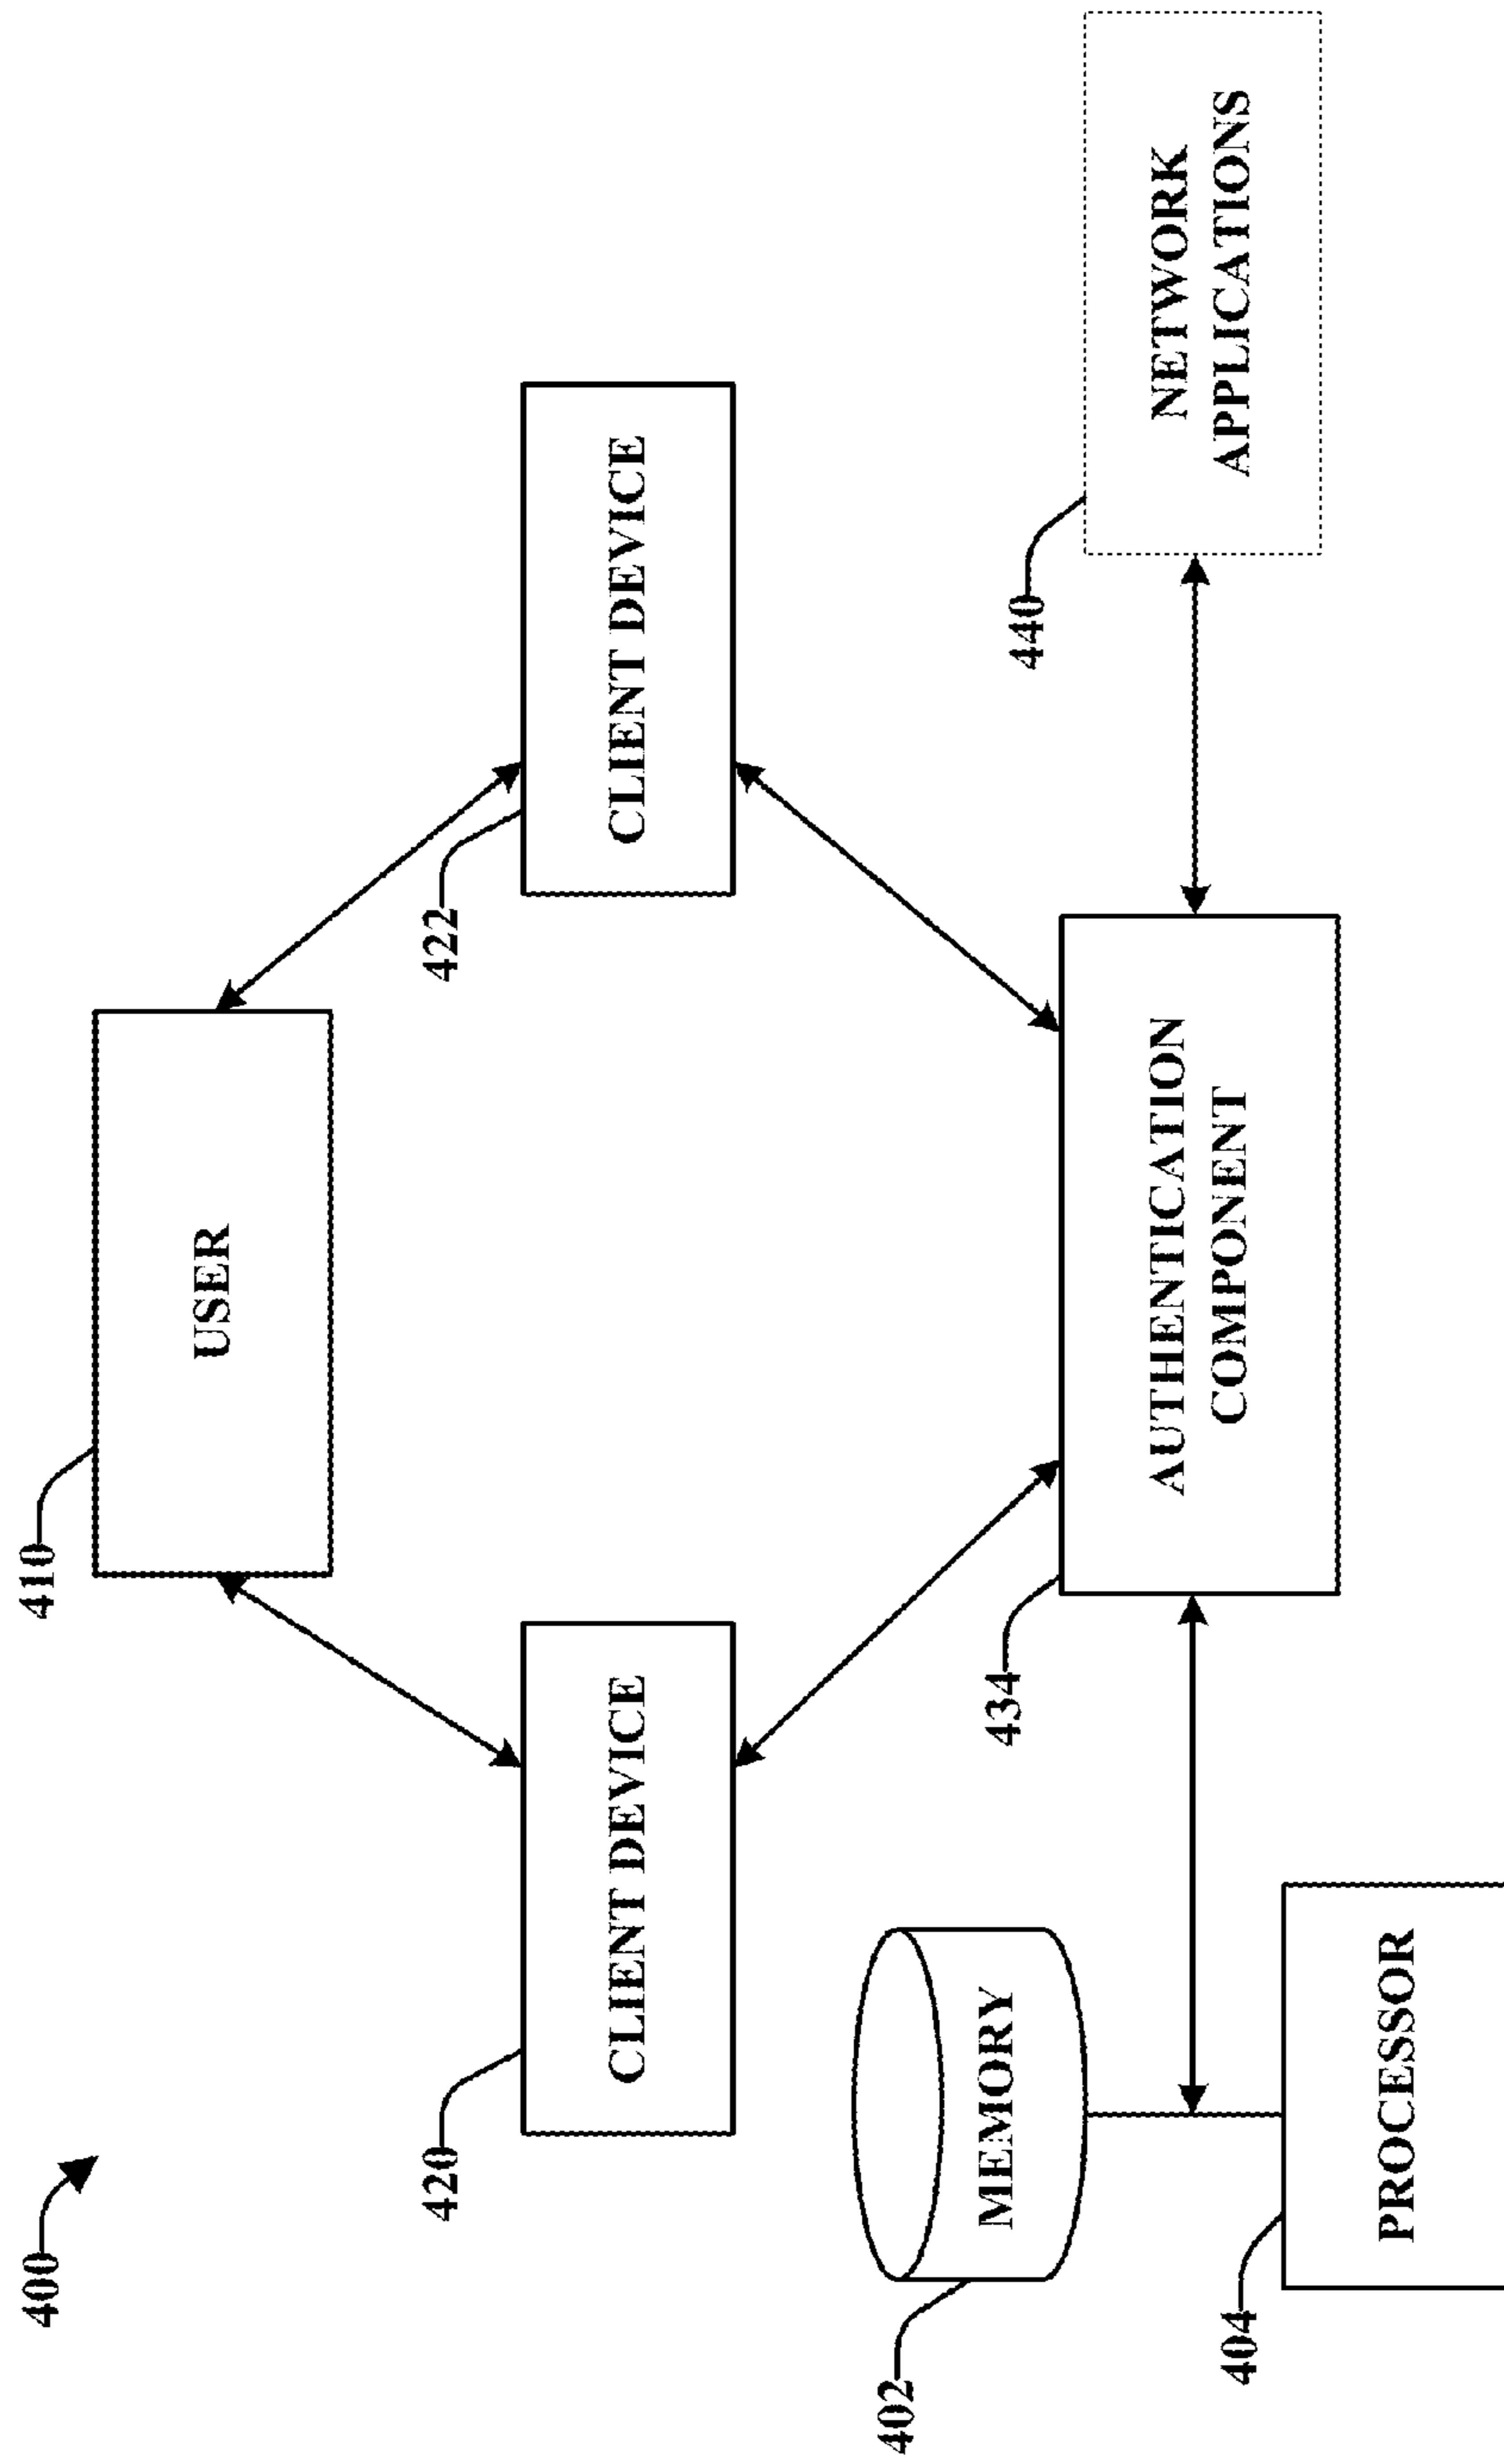 400
410
USER
420
CLIENT DEVICE
422
CLIENT DEVICE
402
MEMORY
434
AUTHENTICATION
COMPONENT
440
NETWORK
APPLICATIONS
404
PROCESSOR